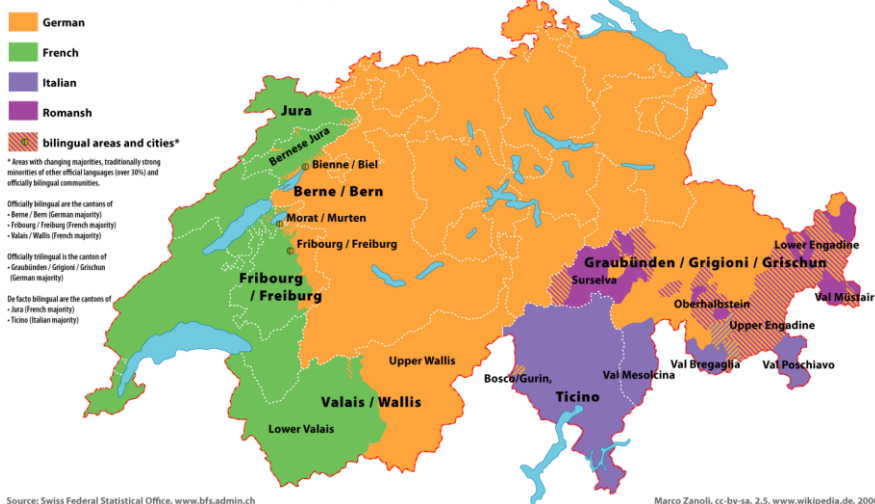 German
French
Italian
Romansh
bilingual areas and cities*
* Areas with changing majorities, traditionally strong
minorities of other official languages (over 30%) and
officially bilingual communities.
Officially bilingual are the cantons of
• Berne / Bern (German majority)
• Fribourg / Freiburg (French majority)
• Valais / Wallis (French majority)
Officially trilingual is the canton of
• Graubünden / Grigioni / Grischun
(German majority)
De facto bilingual are the cantons of
• Jura (French majority)
• Ticino (Italian majority)
Jura
Bernese Jura
Bienne / Biel
Berne / Bern
Morat / Murten
Fribourg / Freiburg
Fribourg
/ Freiburg
Lower Engadine
Graubünden / Grigioni / Grischun
Surselva
Val Müstair
Oberhalbstein
Upper Engadine
Upper Wallis
Val Bregaglia
Val Poschiavo
Bosco/Gurin,
Val Mesolcina
Ticino
Valais / Wallis
Lower Valais
Source: Swiss Federal Statistical Office, www.bfs.admin.ch
Marco Zanoli, cc-by-sa, 2.5, www.wikipedia.de, 2006